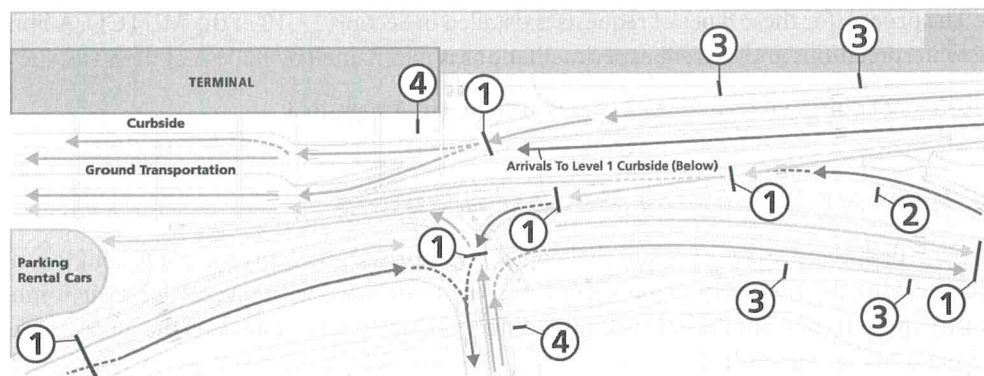 TERMINAL
3
3
4
1
Curbside
Ground Transportation
Arrivals To Level 1 Curbside (Below)
1
2
1
1
Parking
Rental Cars
3
3
1
1
4